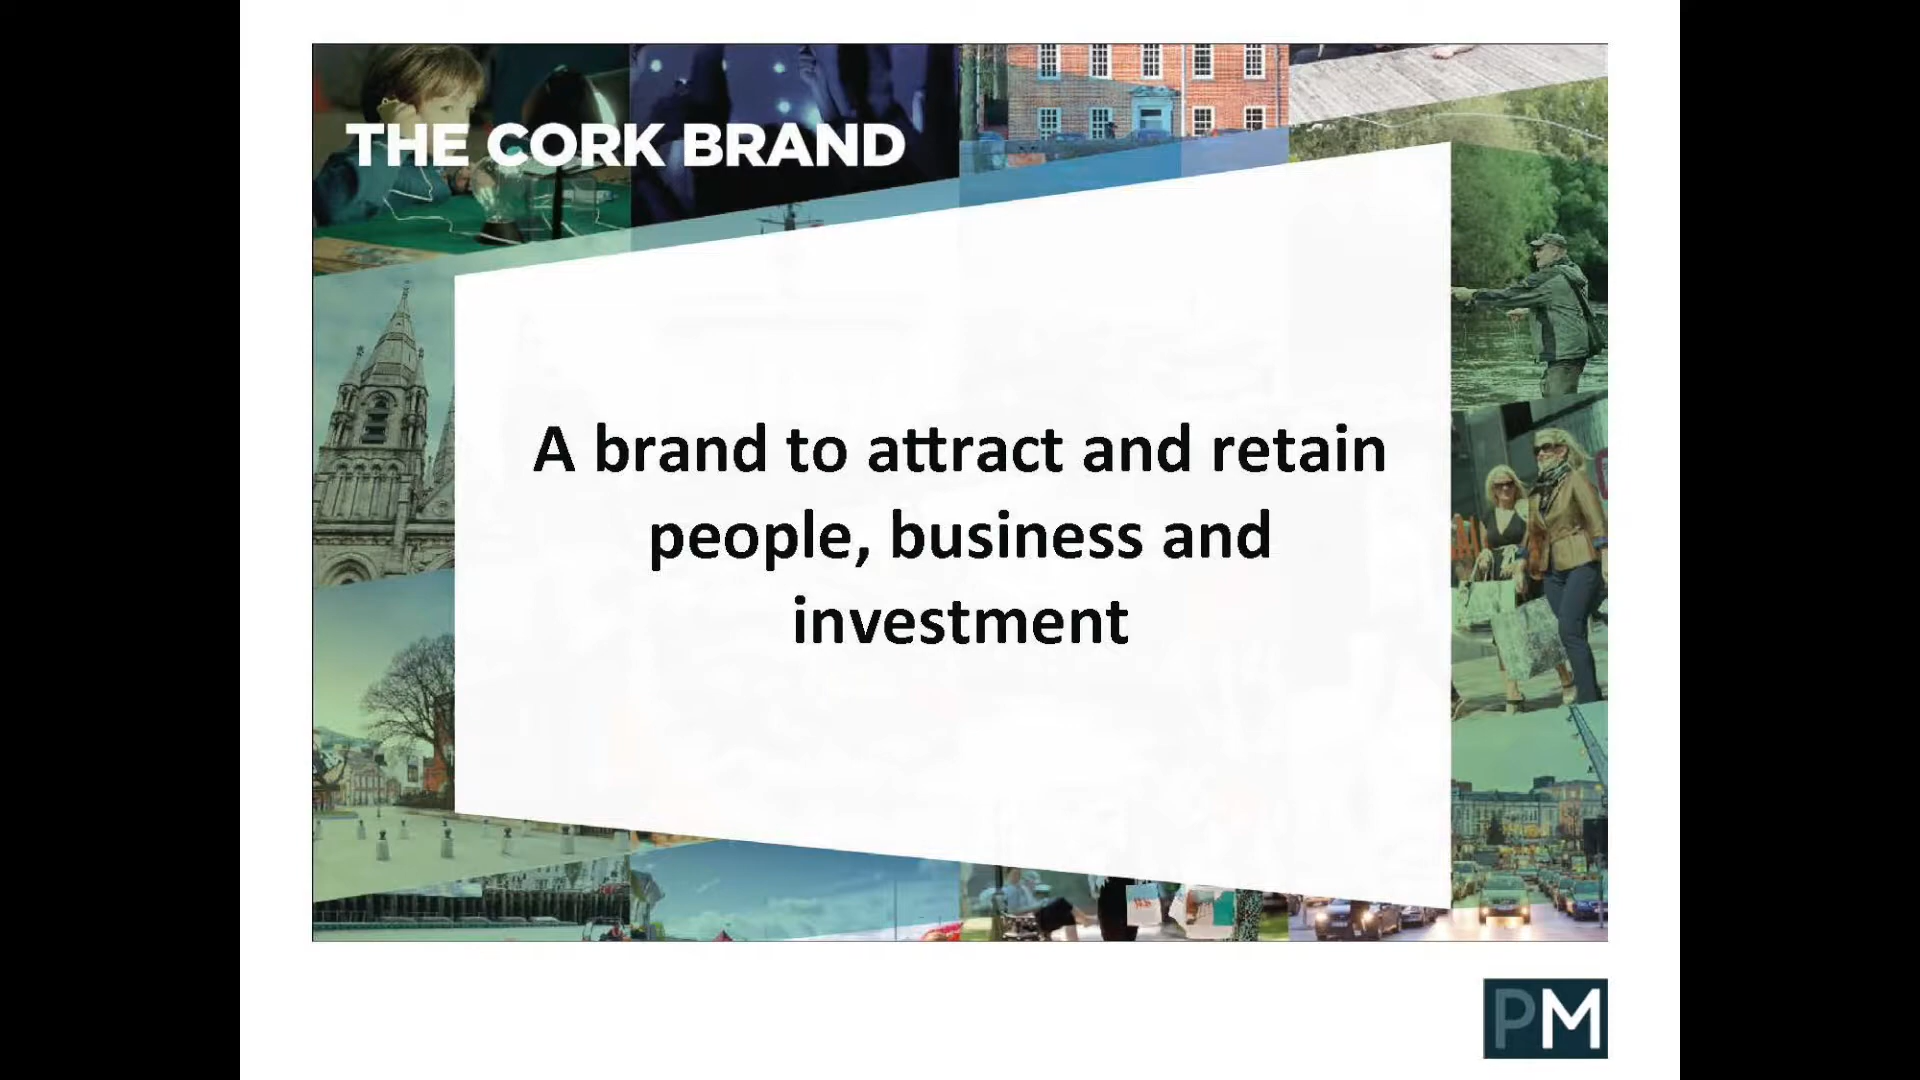 THE CORK BRAND
A brand to attract and retain
people, business and
investment
PM